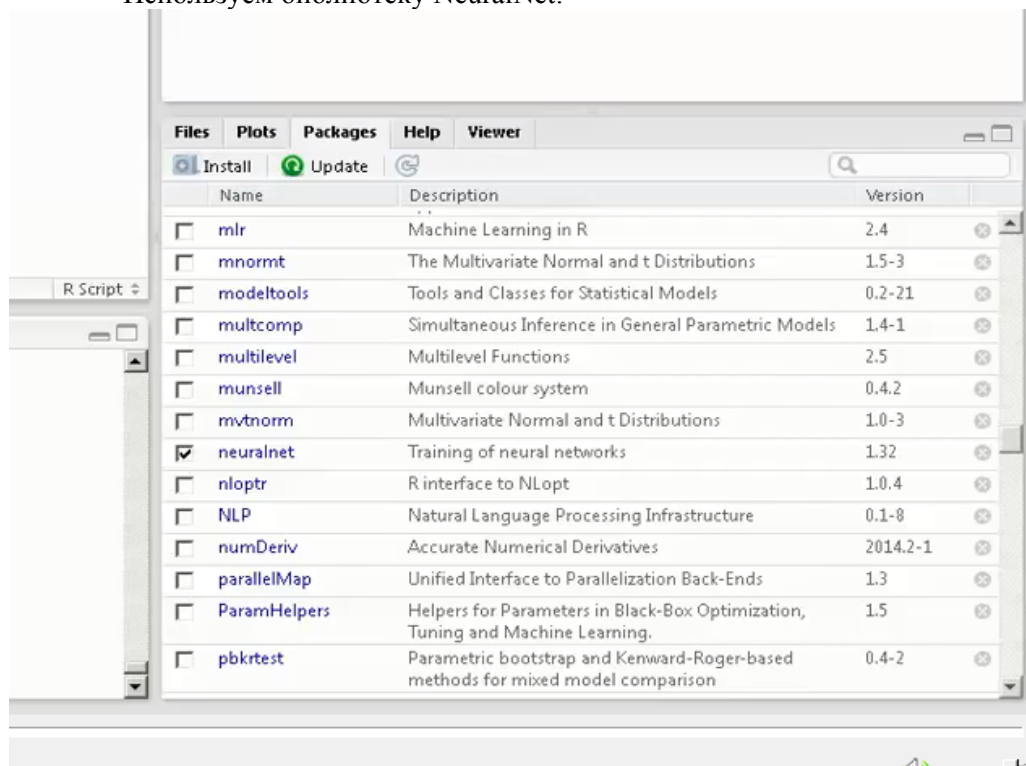 Используем библиотеку NeuralNet.
Files Plots Packages Help Viewer
Install Update
Name Description Version
mlr Machine Learning in R 2.4
mnormt The Multivariate Normal and t Distributions 1.5-3
modeltools Tools and Classes for Statistical Models 0.2-21
R Script
multcomp Simultaneous Inference in General Parametric Models 1.4-1
multilevel Multilevel Functions 2.5
munsell Munsell colour system 0.4.2
mvtnorm Multivariate Normal and t Distributions 1.0-3
neuralnet Training of neural networks 1.32
nloptr R interface to NLopt 1.0.4
NLP Natural Language Processing Infrastructure 0.1-8
numDeriv Accurate Numerical Derivatives 2014.2-1
parallelMap Unified Interface to Parallelization Back-Ends 1.3
ParamHelpers Helpers for Parameters in Black-Box Optimization, 1.5
Tuning and Machine Learning.
pbkrtest Parametric bootstrap and Kenward-Roger-based 0.4-2
methods for mixed model comparison